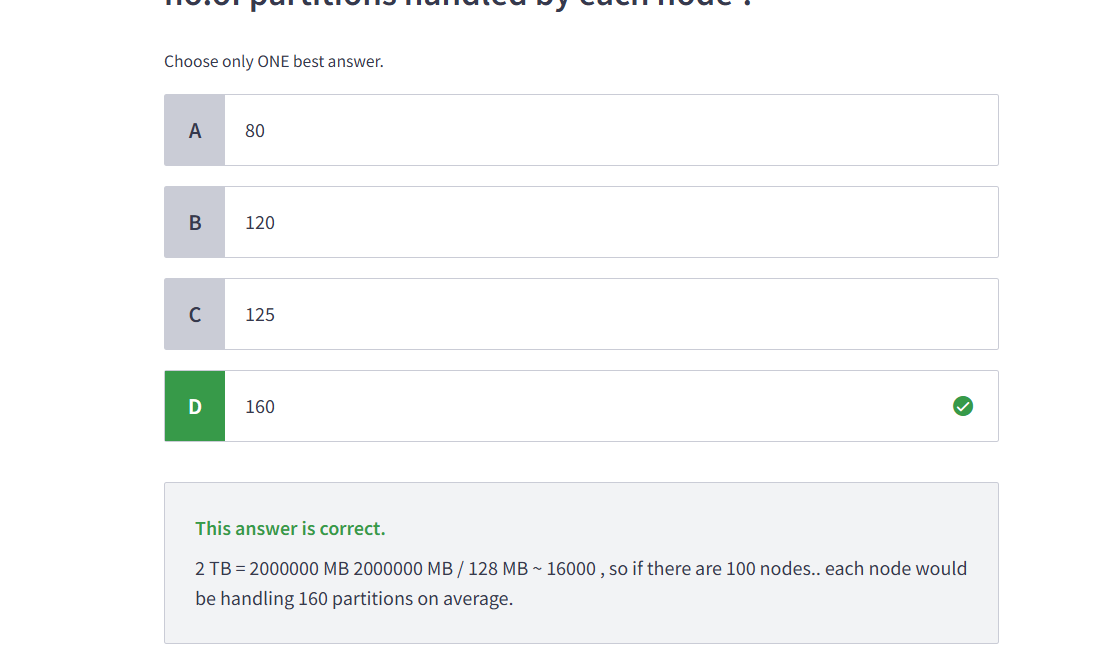 no.of partitions handled by each node ?
Choose only ONE best answer.
A
80
B
120
C
125
D
160
This answer is correct.
2 TB = 2000000 MB 2000000 MB / 128 MB ~ 16000 , so if there are 100 nodes.. each node would
be handling 160 partitions on average.